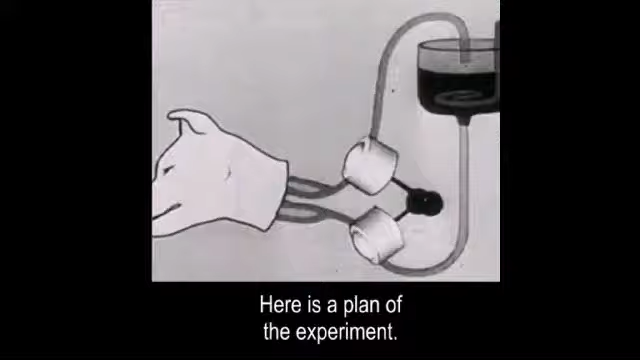 Here is a plan of
the experiment.